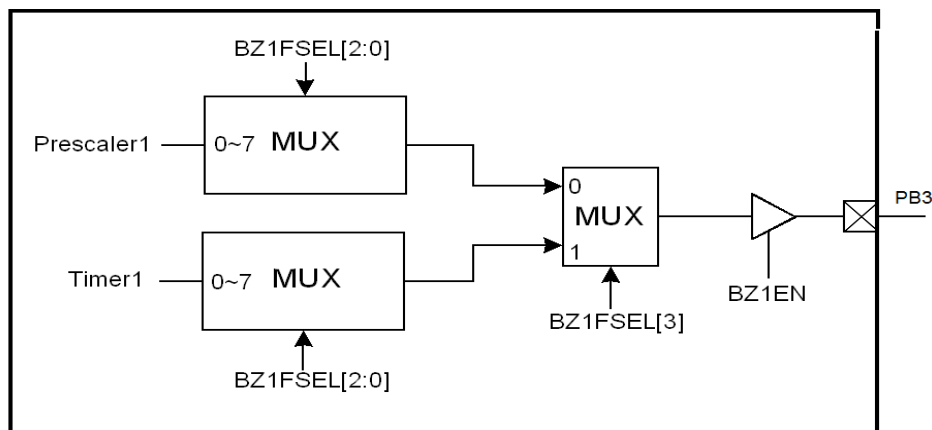 BZ1FSEL[2:0]
Prescaler1
0~7 MUX
0
MUX
1
PB3
Timer1
0~7 MUX
BZ1EN
BZ1FSEL[3]
BZ1FSEL[2:0]